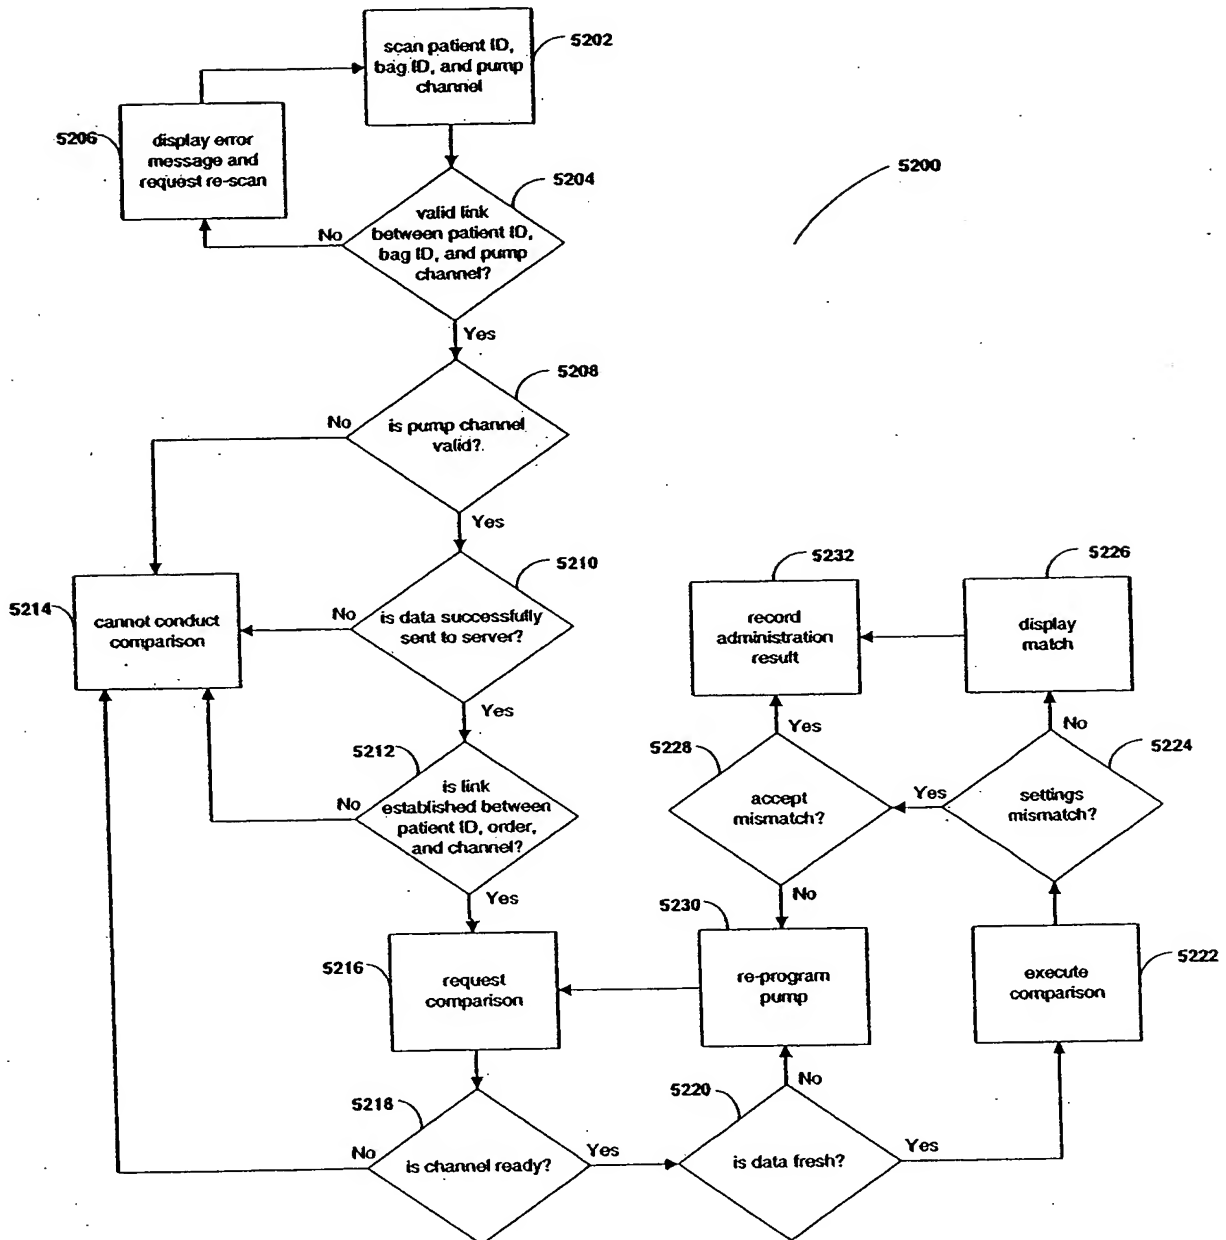 scan patient ID,
bag ID, and pump
channel
5202
5206
display error
message and
request re-scan
5204
5200
valid link
between patient ID,
bag ID, and pump
channel?
No
Yes
5208
is pump channel
valid?
No
Yes
5210
is data successfully
sent to server?
No
Yes
5214
cannot conduct
comparison
5212
is link
established between
patient ID, order,
and channel?
No
Yes
5216
request
comparison
5218
is channel ready?
No
Yes
5220
is data fresh?
No
Yes
5230
re-program
pump
5222
execute
comparison
5224
settings
mismatch?
Yes
No
5228
accept
mismatch?
Yes
No
5226
display
match
5232
record
administration
result